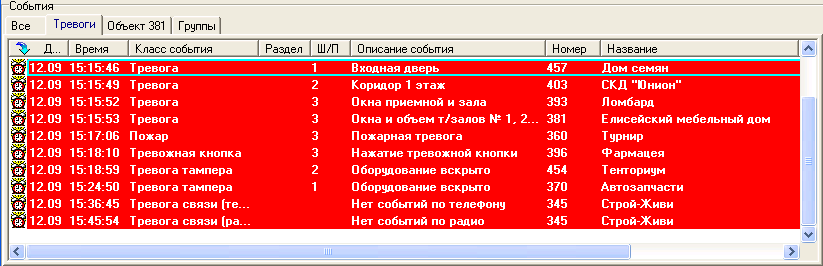 События
Все Тревоги Объект 381 Группы
Д... Время Класс события Раздел Ш/П Описание события Номер Название
12.09 15:15:46 Тревога 1 Входная дверь 457 Дом семян
12.09 15:15:49 Тревога 2 Коридор 1 этаж 403 СКД "Юнион"
12.09 15:15:52 Тревога 3 Окна приемной и зала 393 Ломбард
12.09 15:15:53 Тревога 3 Окна и объем т/залов № 1, 2... 381 Елисейский мебельный дом
12.09 15:17:06 Пожар 3 Пожарная тревога 360 Турнир
12.09 15:18:10 Тревожная кнопка 3 Нажатие тревожной кнопки 396 Фармацея
12.09 15:18:59 Тревога тампера 2 Оборудование вскрыто 454 Тенториум
12.09 15:24:50 Тревога тампера 1 Оборудование вскрыто 370 Автозапчасти
12.09 15:36:45 Тревога связи (те... Нет событий по телефону 345 Строй-Живи
12.09 15:45:54 Тревога связи (ра... Нет событий по радио 345 Строй-Живи